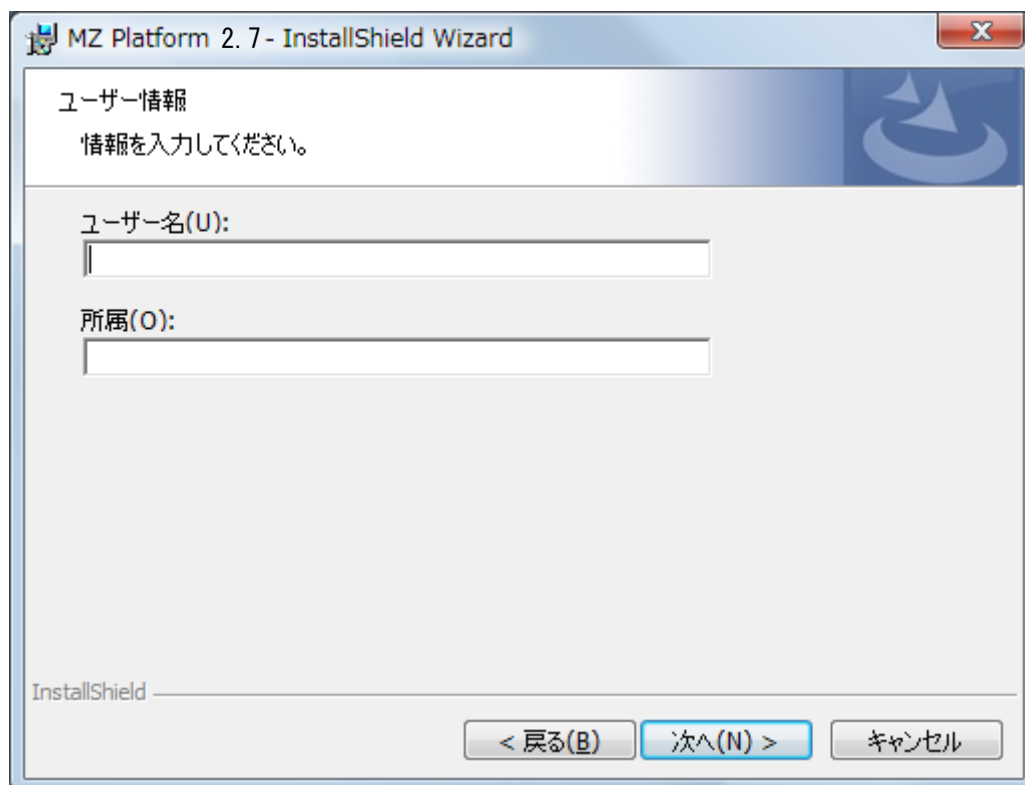 MZ Platform 2.7 - InstallShield Wizard
ユーザー情報
情報を入力してください。
ユーザー名(U):
所属(O):
InstallShield
< 戻る(B)
次へ(N) >
キャンセル